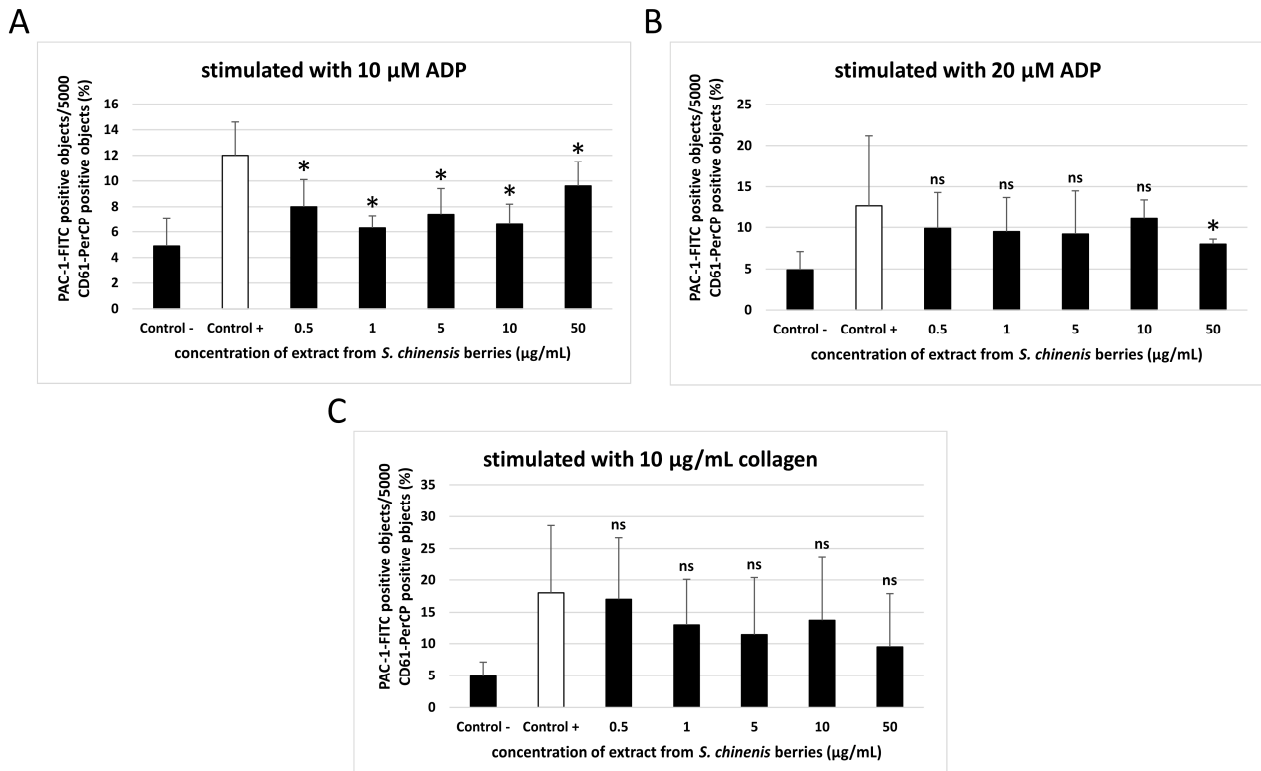 A
stimulated with 10 µM ADP
PAC-1-FITC positive objects/5000
CD61-PerCP positive objects (%)
16
14
12
10
8
6
4
2
0
* * * * *
Control - Control + 0.5 1 5 10 50
concentration of extract from S. chinensis berries (µg/mL)
B
stimulated with 20 µM ADP
PAC-1-FITC positive objects/5000
CD61-PerCP positive objects (%)
25
20
15
10
5
0
ns ns ns ns *
Control - Control + 0.5 1 5 10 50
concentration of extract from S. chinenis berries (µg/mL)
C
stimulated with 10 µg/mL collagen
PAC-1-FITC positive objects/5000
CD61-PerCP positive pbjects (%)
35
30
25
20
15
10
5
0
ns ns ns ns ns
Control - Control + 0.5 1 5 10 50
concentration of extract from S. chinenis berries (µg/mL)